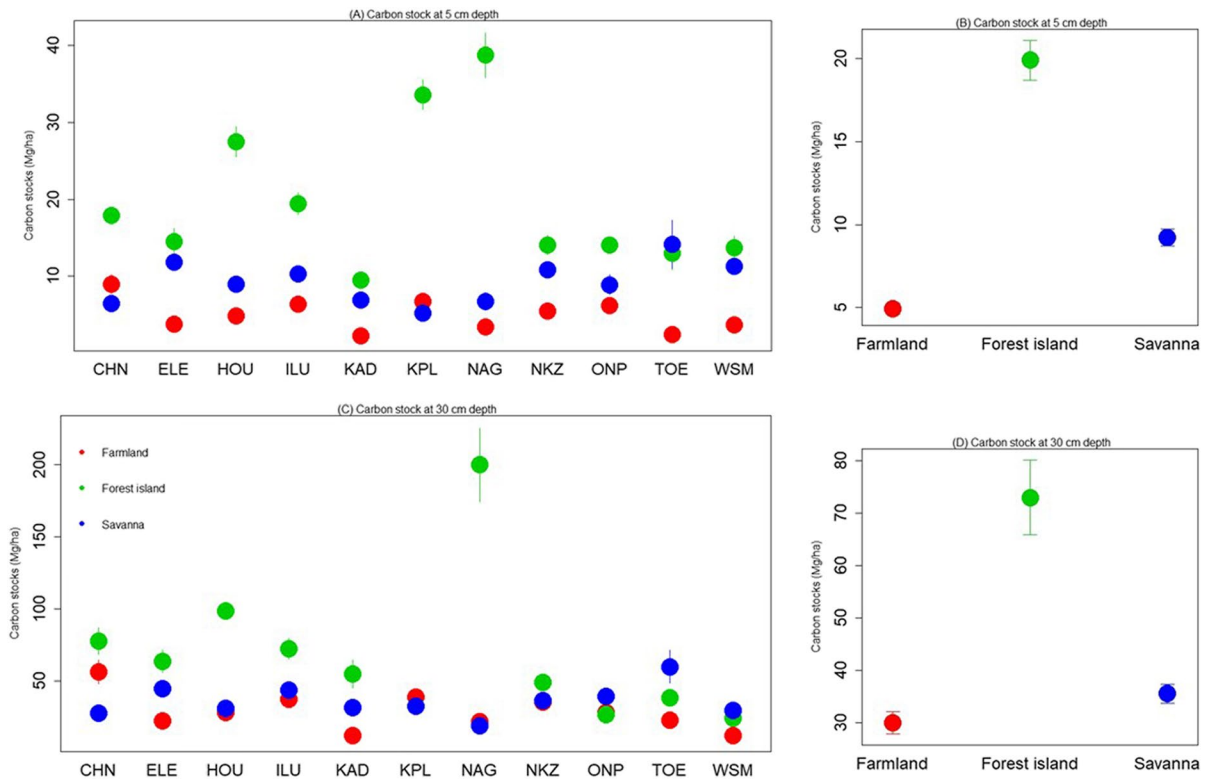 (A) Carbon stock at 5 cm depth
Carbon stocks (Mg/ha)
40
30
20
10
CHN ELE HOU ILU KAD KPL NAG NKZ ONP TOE WSM
(B) Carbon stock at 5 cm depth
Carbon stocks (Mg/ha)
20
15
10
5
Farmland Forest island Savanna
(C) Carbon stock at 30 cm depth
Carbon stocks (Mg/ha)
200
150
100
50
Farmland
Forest island
Savanna
CHN ELE HOU ILU KAD KPL NAG NKZ ONP TOE WSM
(D) Carbon stock at 30 cm depth
Carbon stocks (Mg/ha)
80
70
60
50
40
30
Farmland Forest island Savanna